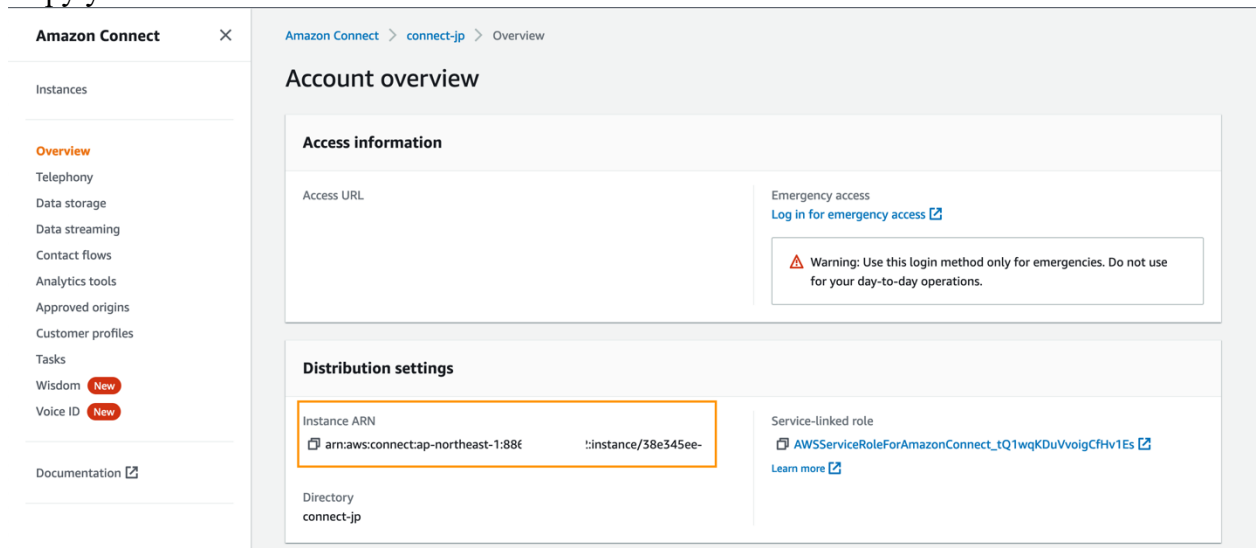 Amazon Connect
Instances
Overview
Telephony
Data storage
Data streaming
Contact flows
Analytics tools
Approved origins
Customer profiles
Tasks
Wisdom New
Voice ID New
Documentation
Amazon Connect > connect-jp > Overview
Account overview
Access information
Access URL
Emergency access
Log in for emergency access
Warning: Use this login method only for emergencies. Do not use
for your day-to-day operations.
Distribution settings
Instance ARN
arn:aws:connect:ap-northeast-1:886 :instance/38e345ee-
Directory
connect-jp
Service-linked role
AWSServiceRoleForAmazonConnect_tQ1wqKDuVvoigCfHv1Es
Learn more